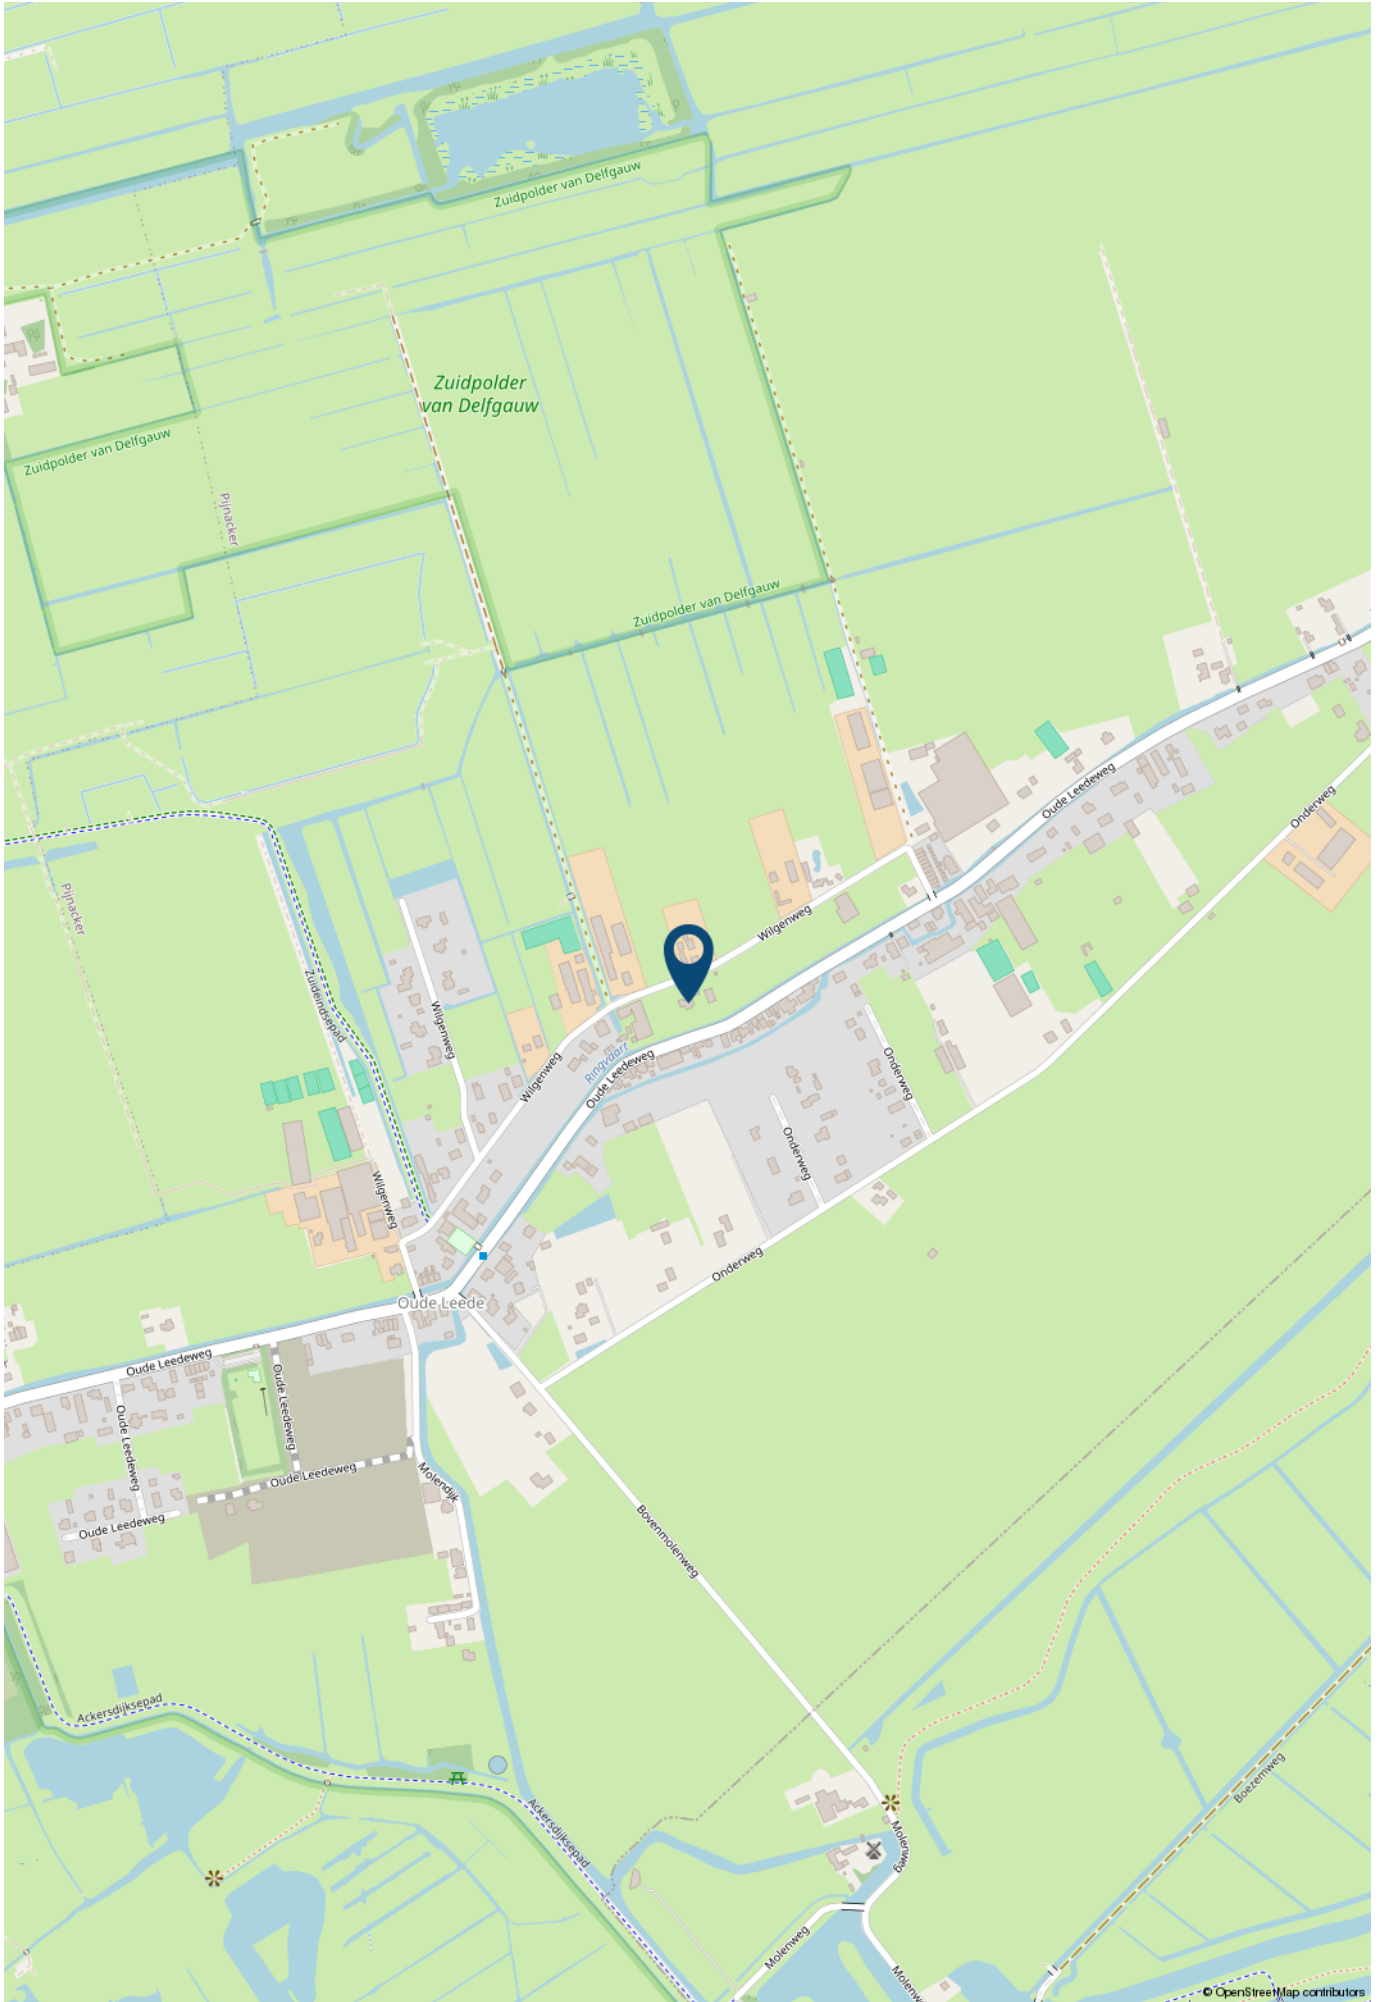 Zuidpolder van Delfgauw
Zuidpolder
van Delfgauw
Zuidpolder van Delfgauw
Pijnacker
Zuidpolder van Delfgauw
Oude Leedeweg
Onderweg
Pijnacker
Wilgenweg
Zuideindsepad
Wilgenweg
Ringvaart
Wilgenweg
Oude Leedeweg
Onderweg
Onderweg
Wilgenweg
Onderweg
Oude Leede
Oude Leedeweg
Oude Leedeweg
Oude Leedeweg
Oude Leedeweg
Molendijk
Oude Leedeweg
Bovenmolenweg
Ackersdijksepad
Boezemweg
Ackersdijksepad
Molenweg
Molenweg
Molenw
© OpenStreetMap contributors